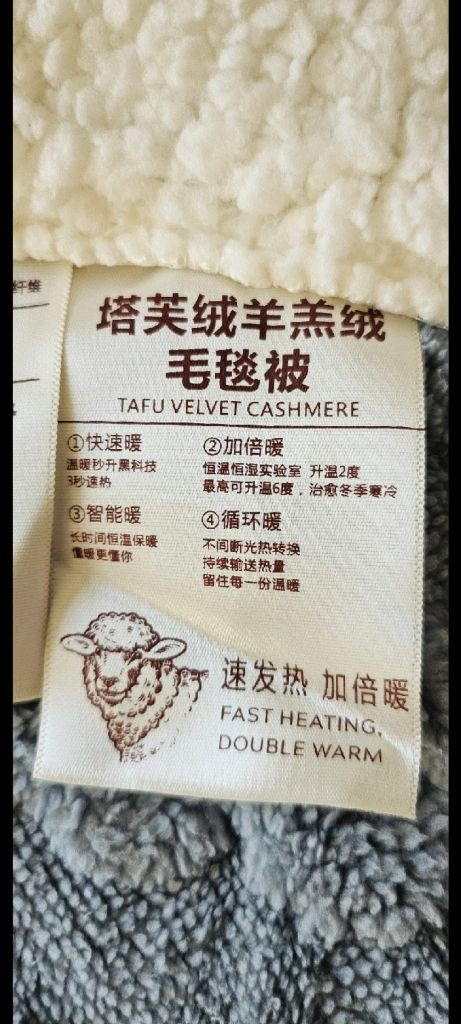 纤维
塔芙绒羊羔绒
毛毯被
TAFU VELVET CASHMERE
①快速暖
温暖秒升黑科技
3秒速热
②加倍暖
恒温恒湿实验室 升温2度
最高可升温6度，治愈冬季寒冷
③智能暖
长时间恒温保暖
懂暖更懂你
④循环暖
不间断光热转换
持续输送热量
留住每一份温暖
速发热 加倍暖
FAST HEATING,
DOUBLE WARM